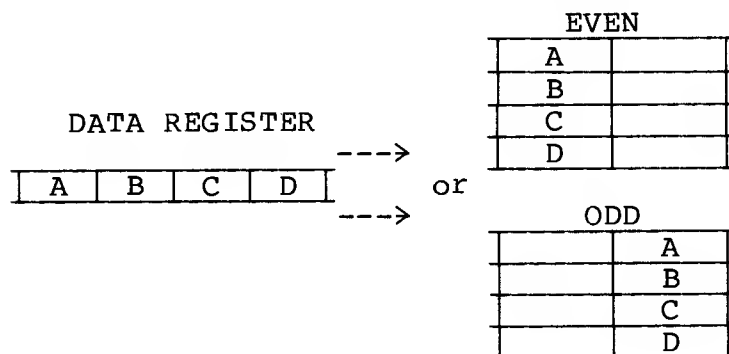 EVEN
A
B
C
D
DATA REGISTER
--->
A B C D
or
--->
ODD
A
B
C
D